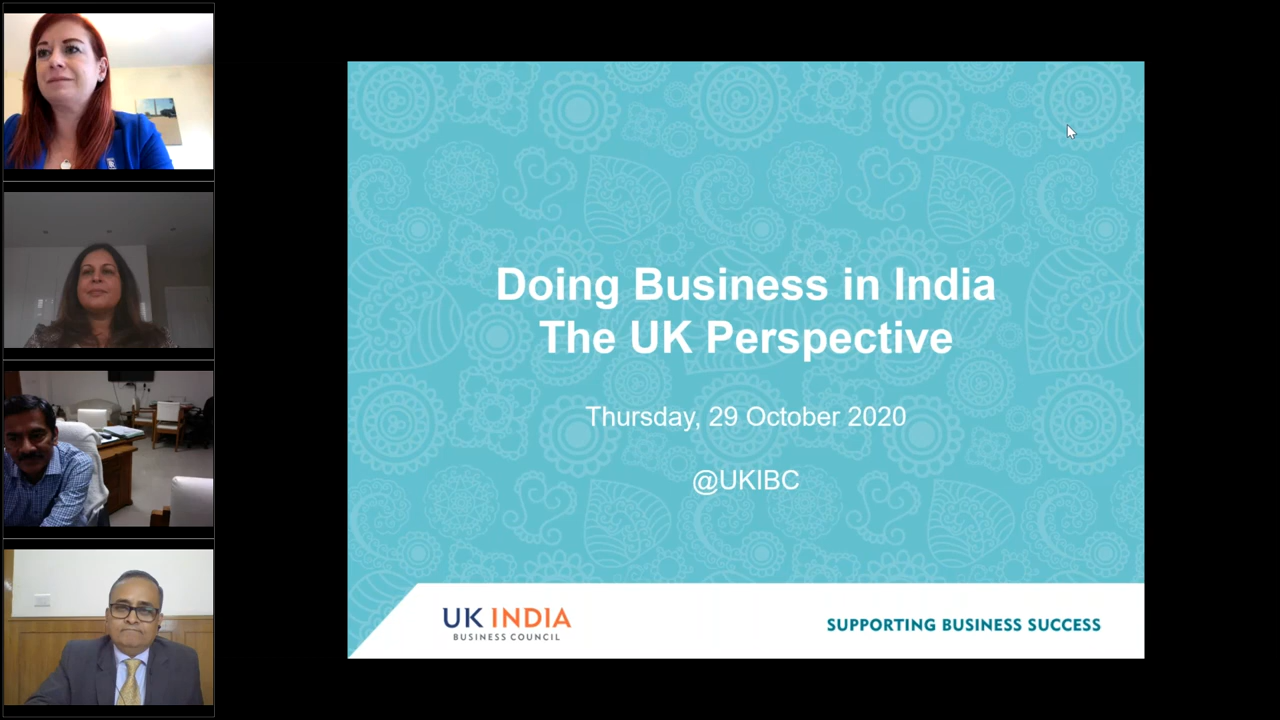 Doing Business in India
The UK Perspective
Thursday, 29 October 2020
@UKIBC
UK INDIA
BUSINESS COUNCIL
SUPPORTING BUSINESS SUCCESS